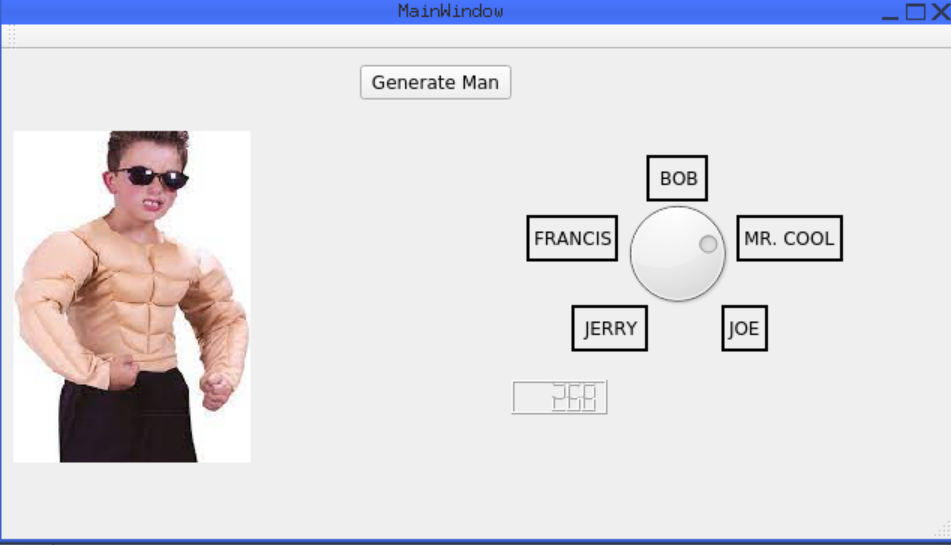 MainWindow
Generate Man
BOB
FRANCIS
MR. COOL
JERRY
JOE
268